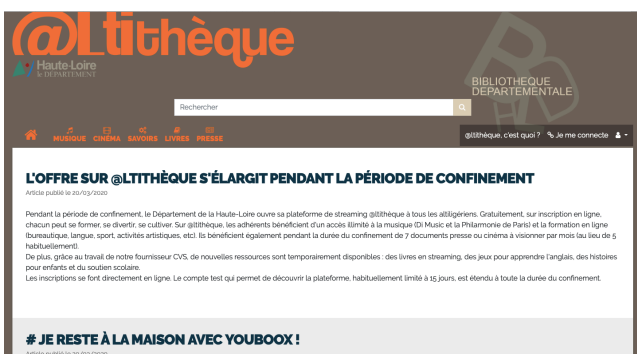 @Ltithèque
Haute-Loire
LE DÉPARTEMENT
BIBLIOTHEQUE
DEPARTEMENTALE
Rechercher
MUSIQUE CINÉMA SAVOIRS LIVRES PRESSE
@ltithèque, c'est quoi ? Je me connecte
L'OFFRE SUR @LTITHÈQUE S'ÉLARGIT PENDANT LA PÉRIODE DE CONFINEMENT
Article publié le 20/03/2020
Pendant la période de confinement, le Département de la Haute-Loire ouvre sa plateforme de streaming @ltithèque à tous les altiligériens. Gratuitement, sur inscription en ligne,
chacun peut se former, se divertir, se cultiver. Sur @ltithèque, les adhérents bénéficient d'un accès illimité à la musique (Di Music et la Philarmonie de Paris) et la formation en ligne
(bureautique, langue, sport, activités artistiques, etc). Ils bénéficient également pendant la durée du confinement de 7 documents presse ou cinéma à visionner par mois (au lieu de 5
habituellement).
De plus, grâce au travail de notre fournisseur CVS, de nouvelles ressources sont temporairement disponibles : des livres en streaming, des jeux pour apprendre l'anglais, des histoires
pour enfants et du soutien scolaire.
Les inscriptions se font directement en ligne. Le compte test qui permet de découvrir la plateforme, habituellement limité à 15 jours, est étendu à toute la durée du confinement.
# JE RESTE À LA MAISON AVEC YOUBOOX !
Article publié le 20/03/2020